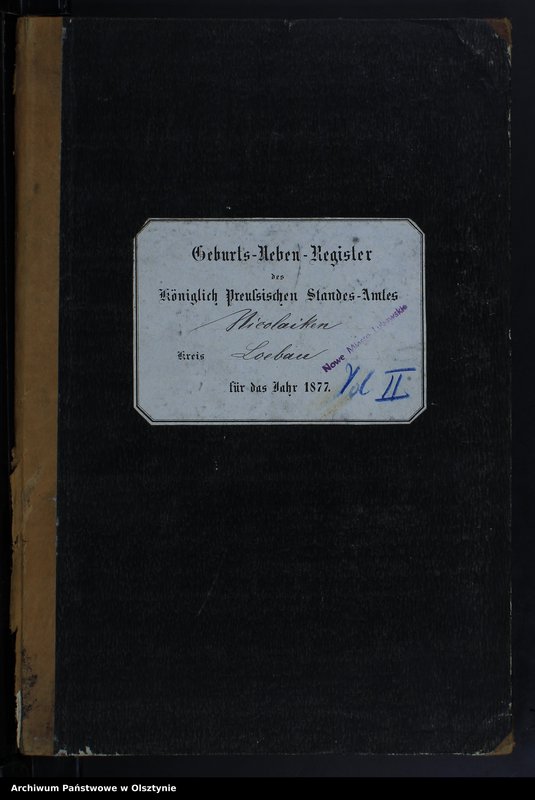 Geburts-Neben-Register
des
Königlich Preußischen Standes-Amtes
Nicolaiken
Kreis Loebau
für das Jahr 1877.
Nowe Miasto Lubawskie
Vol II
Archiwum Państwowe w Olsztynie